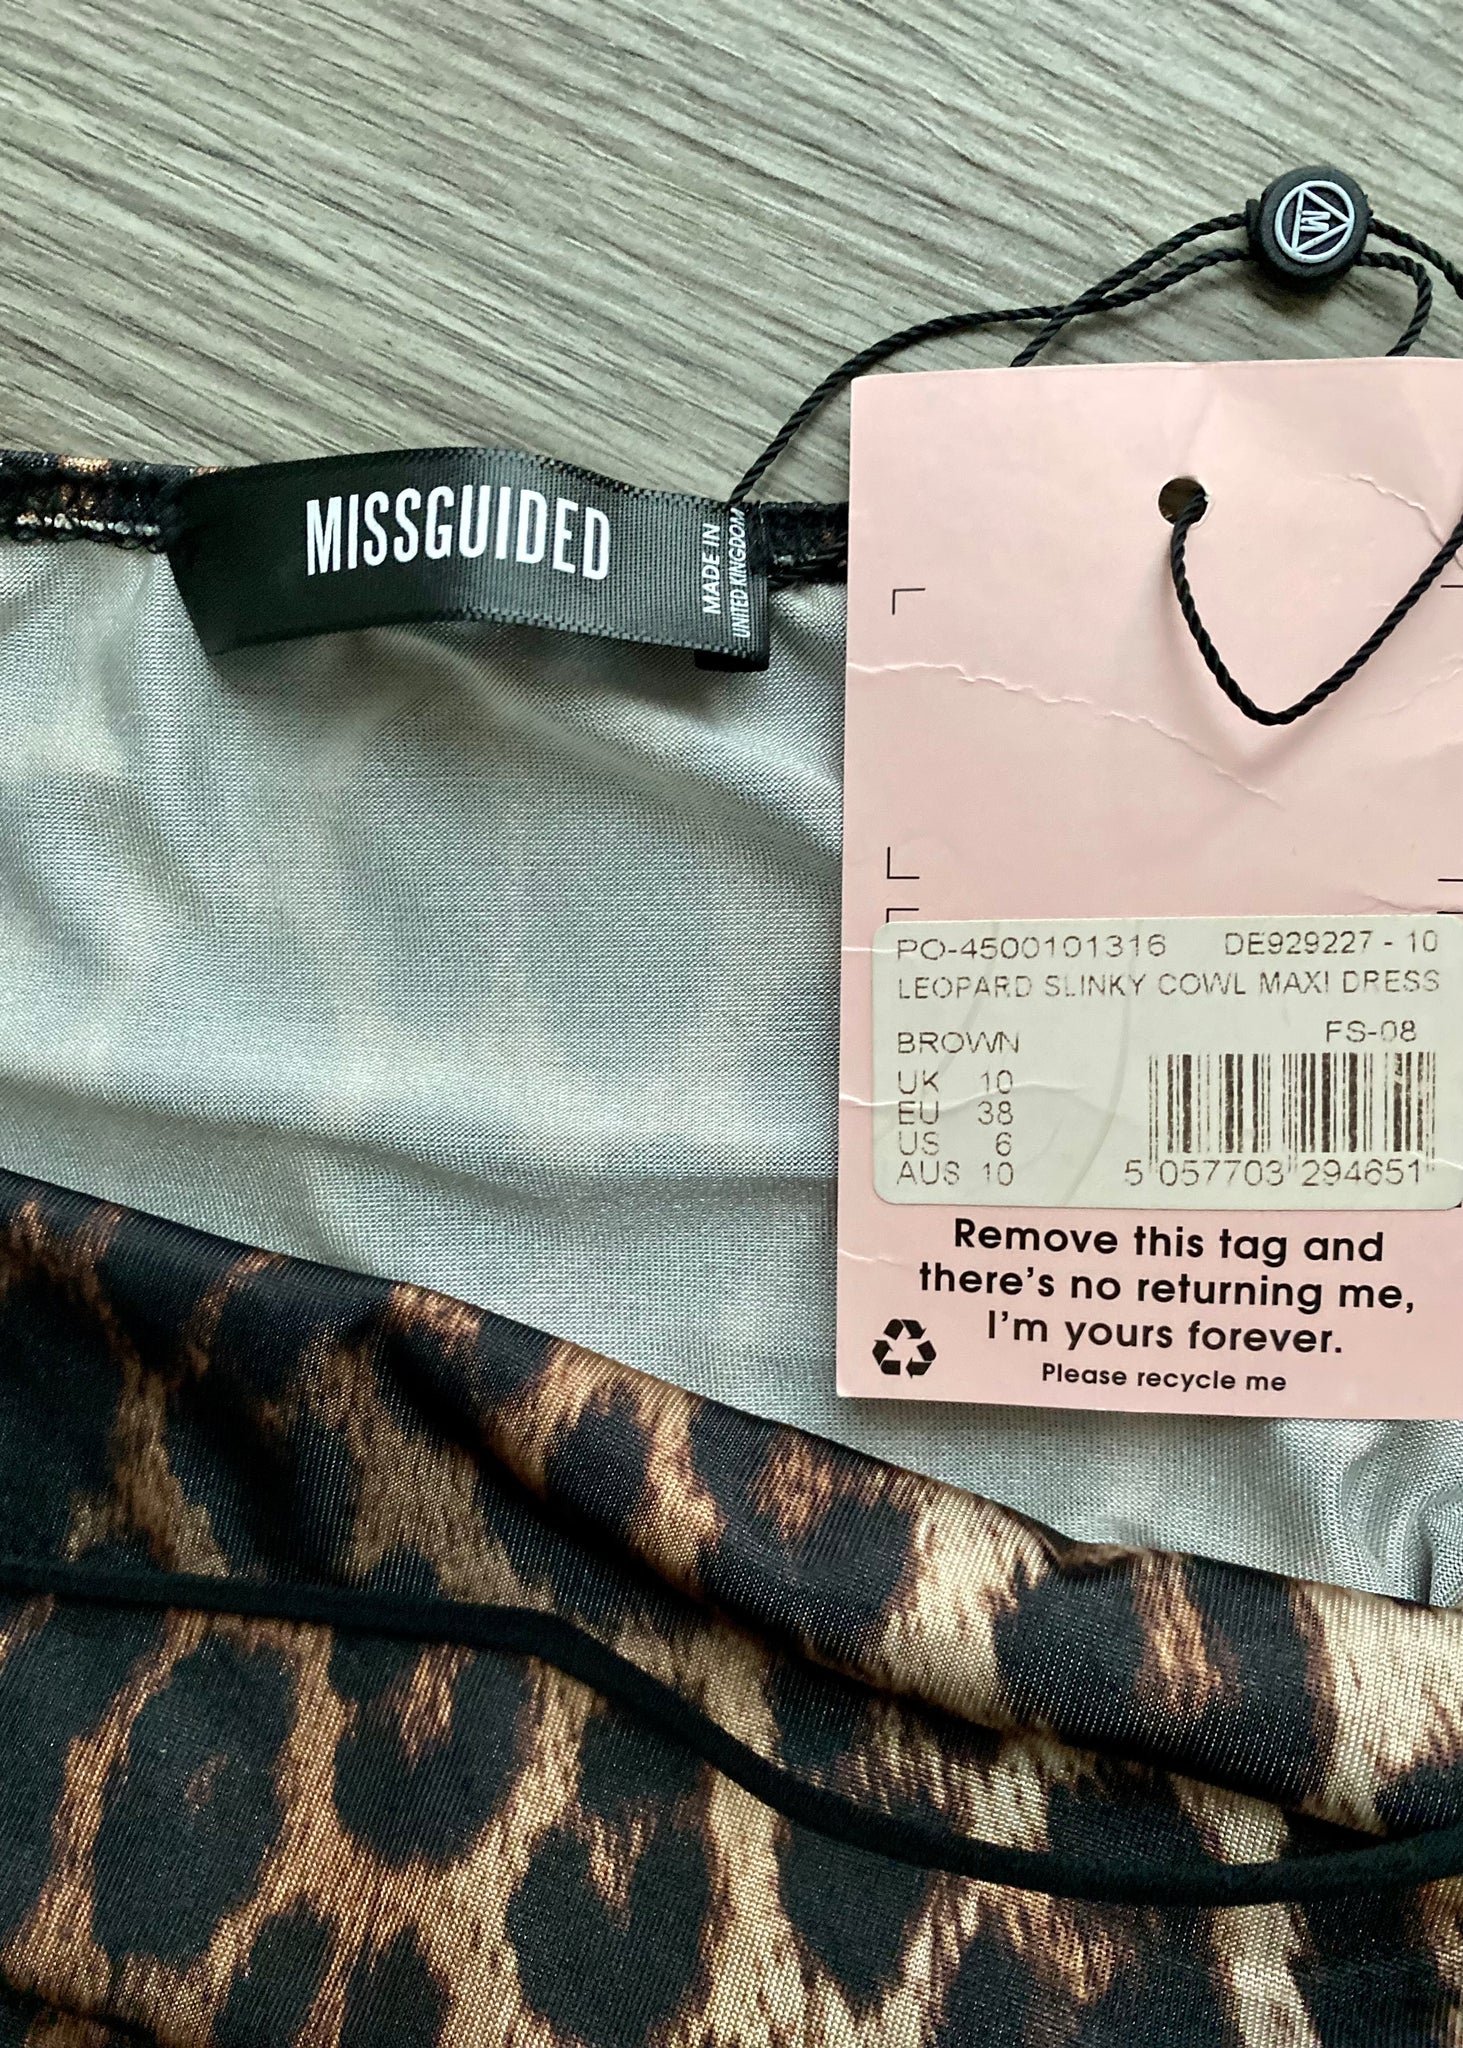 M
MISSGUIDED
MADE IN
UNITED KINGDOM
PO-4500101316 DE929227 - 10
LEOPARD SLINKY COWL MAXI DRESS
BROWN FS-08
UK 10
EU 38
US 6
AUS 10
5 057703 294651
Remove this tag and
there's no returning me,
I'm yours forever.
Please recycle me